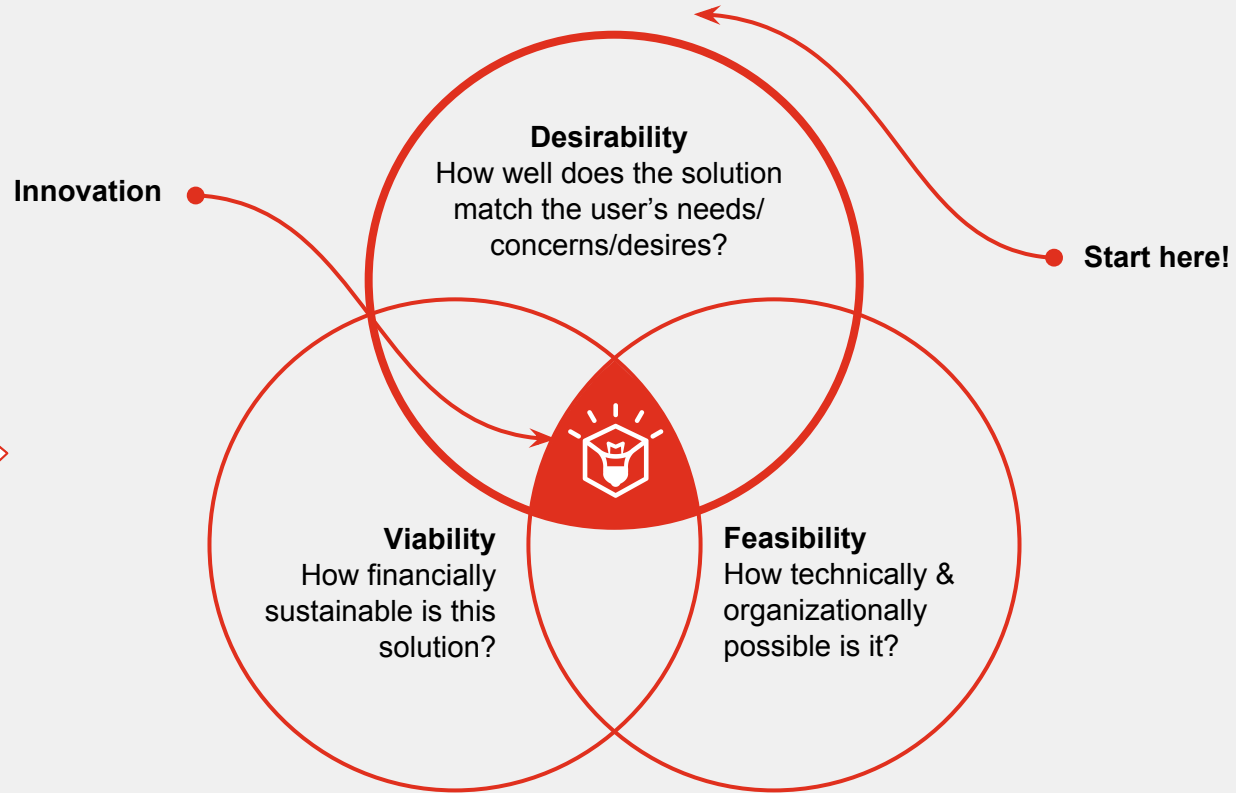 Desirability
How well does the solution
match the user’s needs/
concerns/desires?
Innovation
Start here!
Viability
How financially
sustainable is this
solution?
Feasibility
How technically &
organizationally
possible is it?